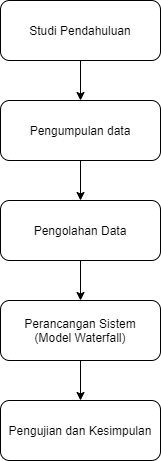 Studi Pendahuluan
Pengumpulan data
Pengolahan Data
Perancangan Sistem
(Model Waterfall)
Pengujian dan Kesimpulan